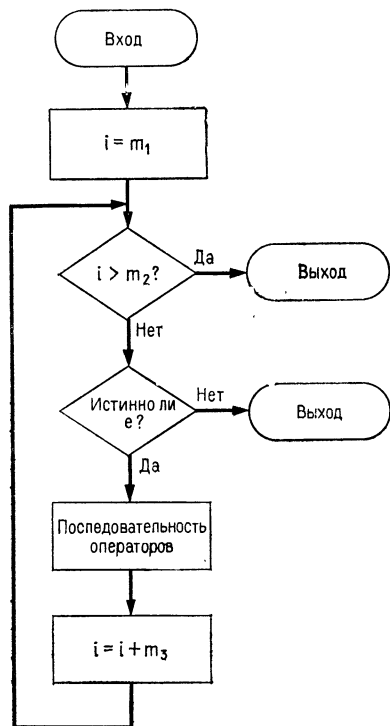 Вход
i = m₁
i > m₂?
Да
Выход
Нет
Истинно ли
е?
Нет
Выход
Да
Последовательность
операторов
i = i + m₃